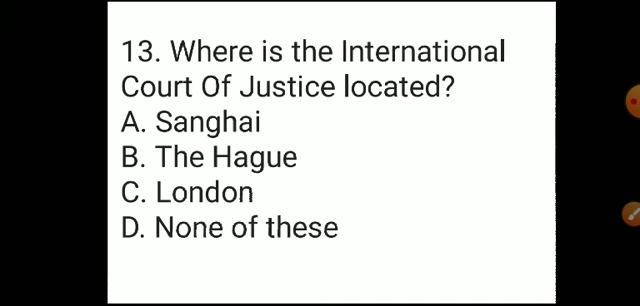 13. Where is the International
Court Of Justice located?
A. Sanghai
B. The Hague
C. London
D. None of these